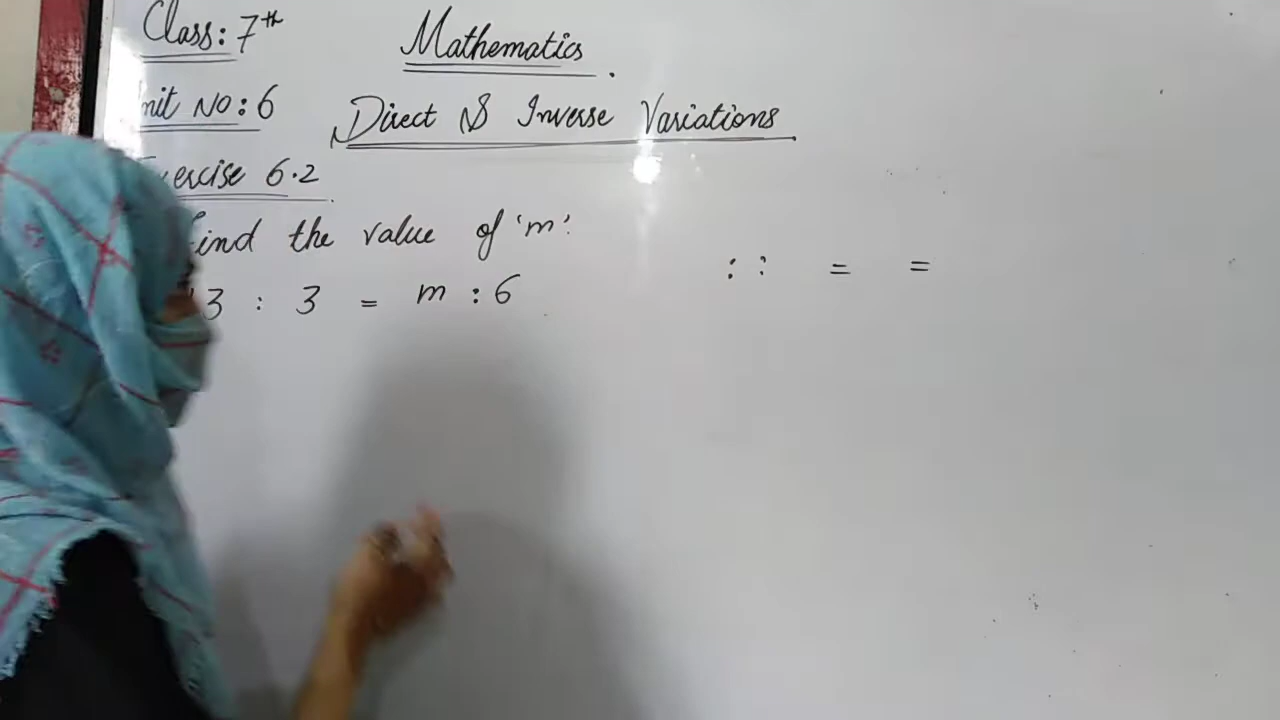 Class: 7th
Mathematics
nit No: 6
Direct & Inverse Variations
ercise 6.2
ind the value of 'm'.
3 : 3 = m : 6
: : = =